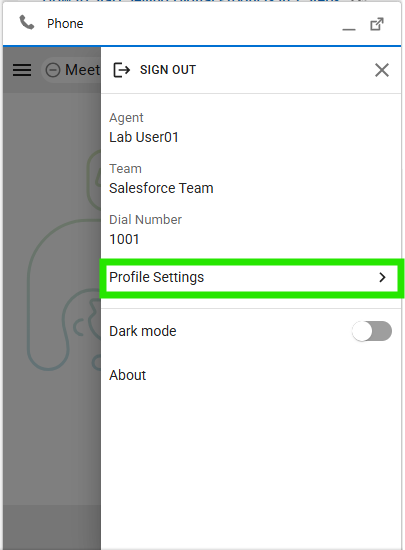 Phone
Meet
SIGN OUT
Agent
Lab User01
Team
Salesforce Team
Dial Number
1001
Profile Settings
Dark mode
About